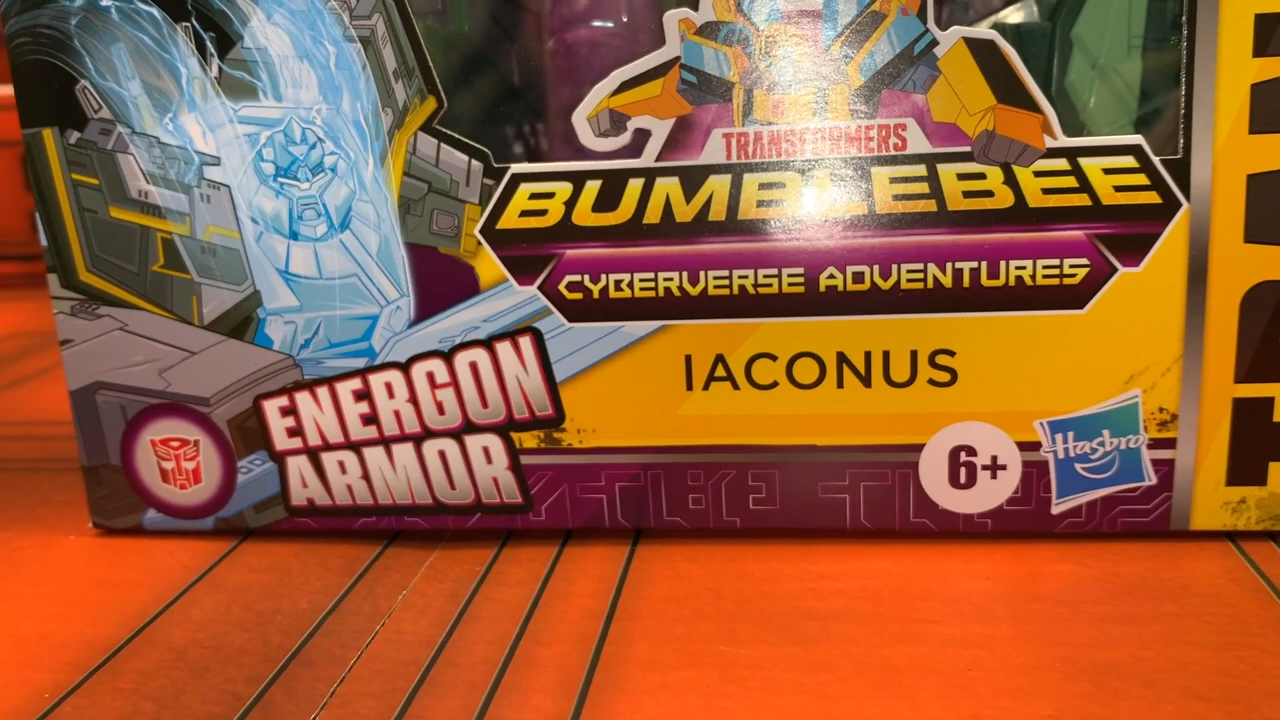 TRANSFORMERS
BUMBLEBEE
CYBERVERSE ADVENTURES
IACONUS
ENERGON
ARMOR
6+
Hasbro